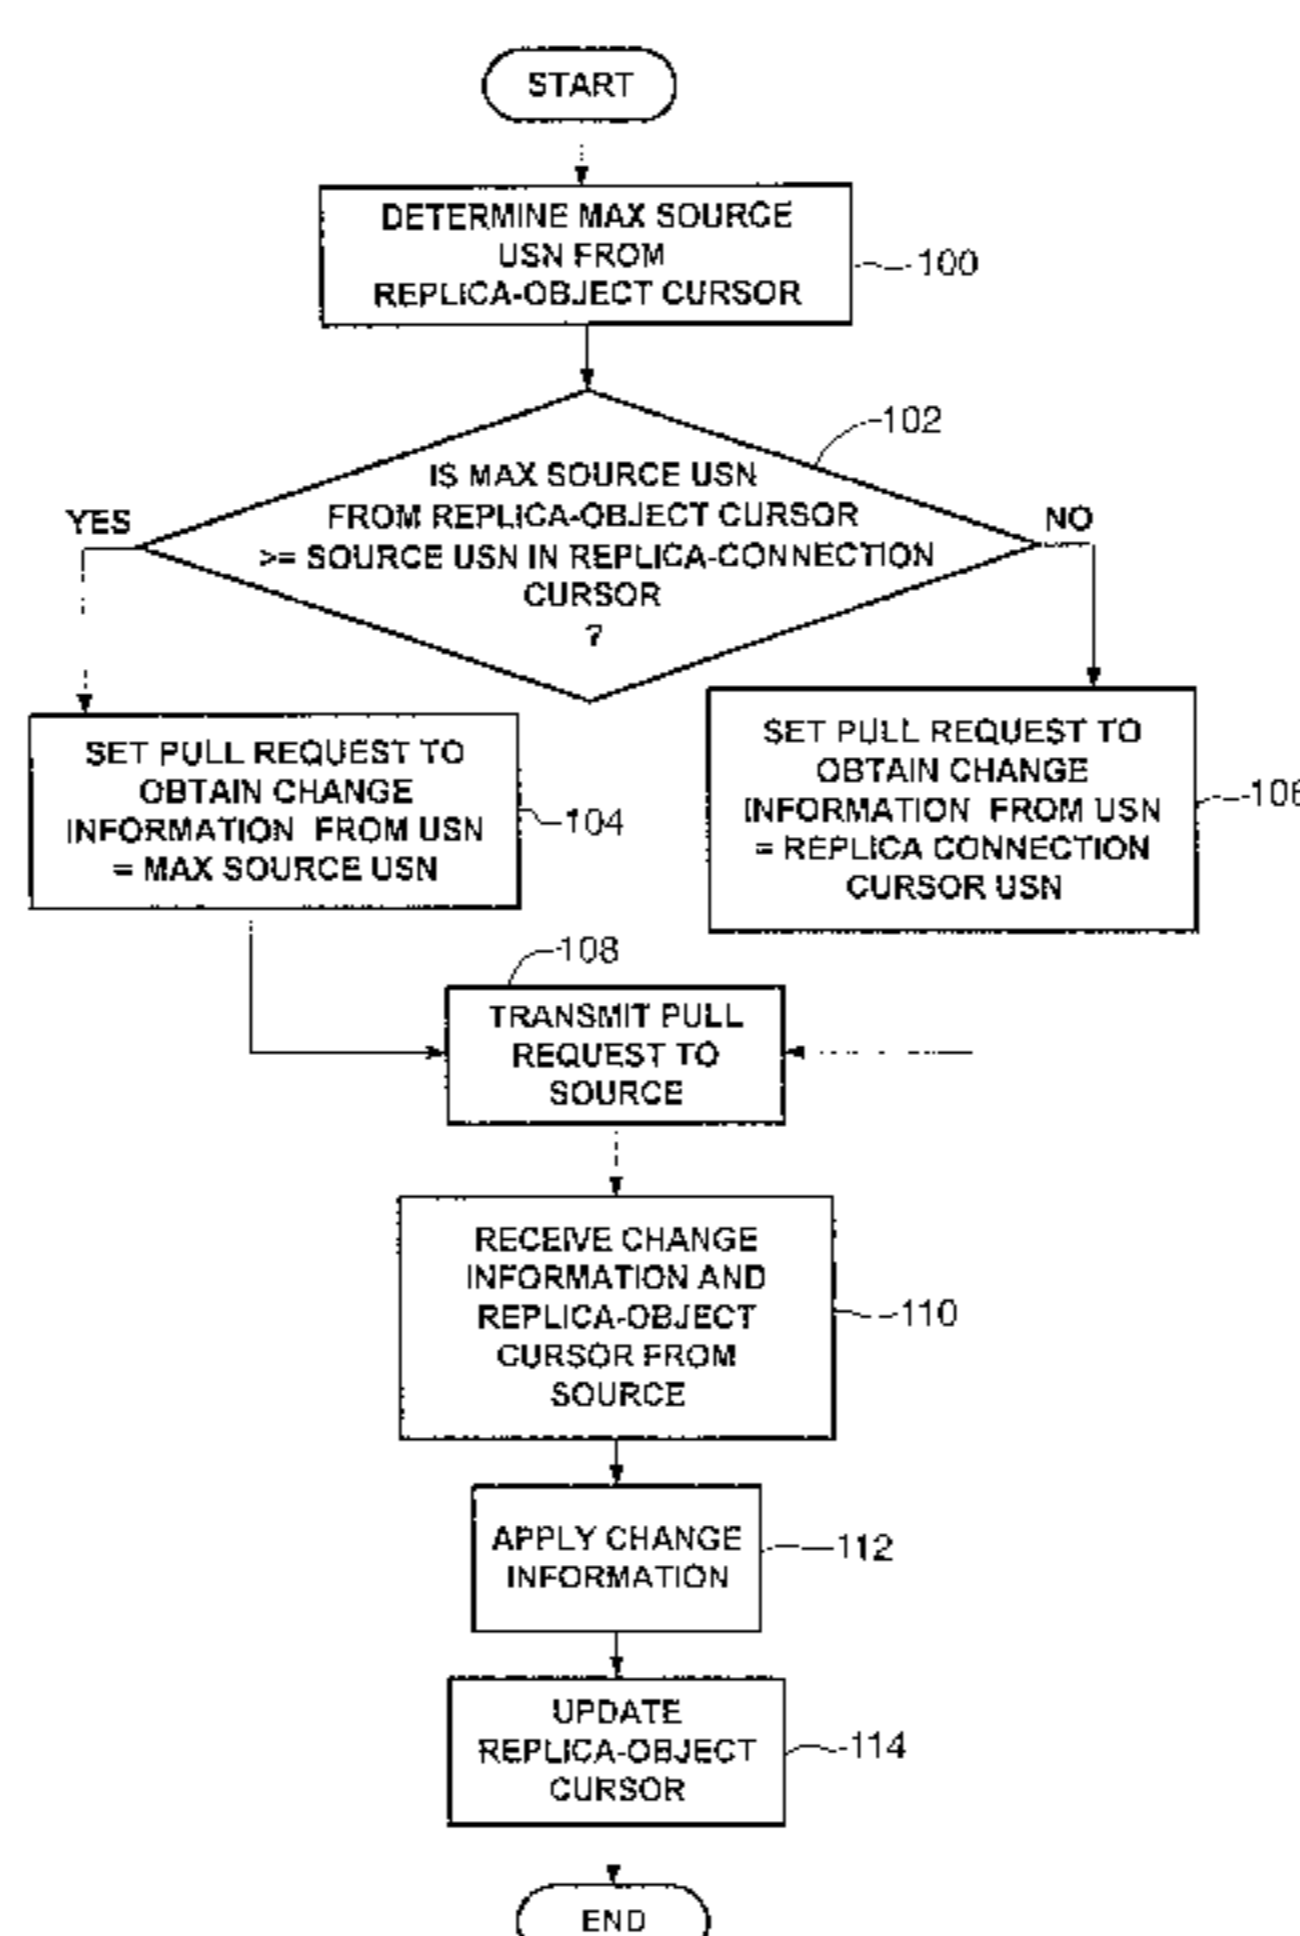 START
DETERMINE MAX SOURCE
USN FROM
REPLICA-OBJECT CURSOR
100
102
IS MAX SOURCE USN
FROM REPLICA-OBJECT CURSOR
>= SOURCE USN IN REPLICA-CONNECTION
CURSOR
?
YES
NO
SET PULL REQUEST TO
OBTAIN CHANGE
INFORMATION FROM USN
= MAX SOURCE USN
104
SET PULL REQUEST TO
OBTAIN CHANGE
INFORMATION FROM USN
= REPLICA CONNECTION
CURSOR USN
106
108
TRANSMIT PULL
REQUEST TO
SOURCE
RECEIVE CHANGE
INFORMATION AND
REPLICA-OBJECT
CURSOR FROM
SOURCE
110
APPLY CHANGE
INFORMATION
112
UPDATE
REPLICA-OBJECT
CURSOR
114
END